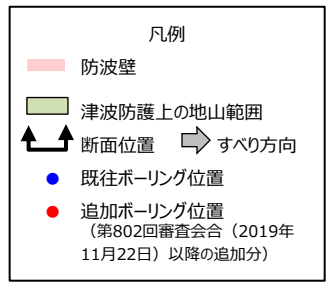 凡例
防波壁
津波防護上の地山範囲
断面位置 すべり方向
既往ボーリング位置
追加ボーリング位置
（第802回審査会合（2019年
11月22日）以降の追加分）